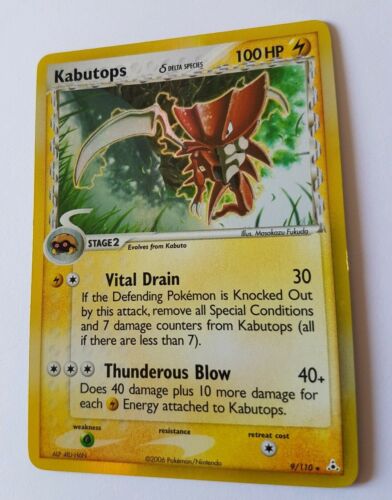 Kabutops δ DELTA SPECIES 100 HP
Illus. Masakazu Fukuda
STAGE 2 Evolves from Kabuto
Vital Drain 30
If the Defending Pokémon is Knocked Out
by this attack, remove all Special Conditions
and 7 damage counters from Kabutops (all
if there are less than 7).
Thunderous Blow 40+
Does 40 damage plus 10 more damage for
each Energy attached to Kabutops.
weakness resistance retreat cost
©2006 Pokémon/Nintendo
9/110